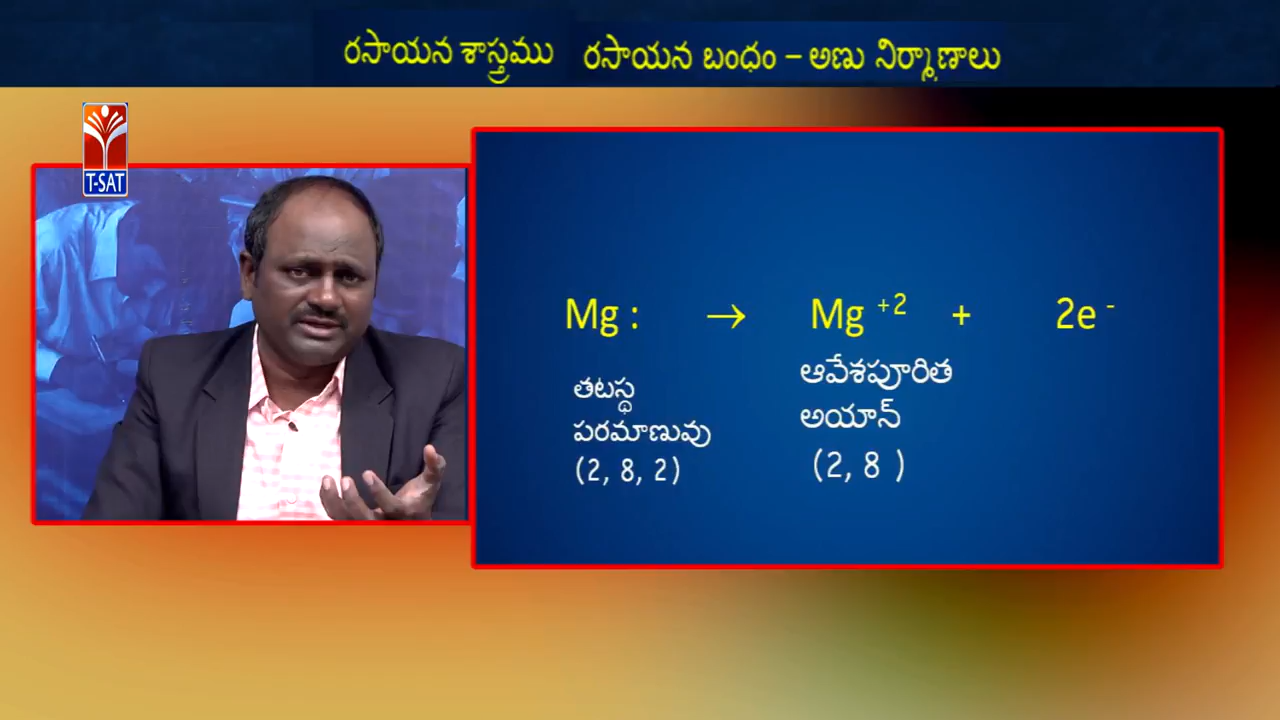 రసాయన శాస్త్రము రసాయన బంధం – అణు నిర్మాణాలు
T-SAT
Mg : → Mg +2 + 2e -
తటస్థ
పరమాణువు
(2, 8, 2)
ఆవేశపూరిత
అయాన్
(2, 8 )